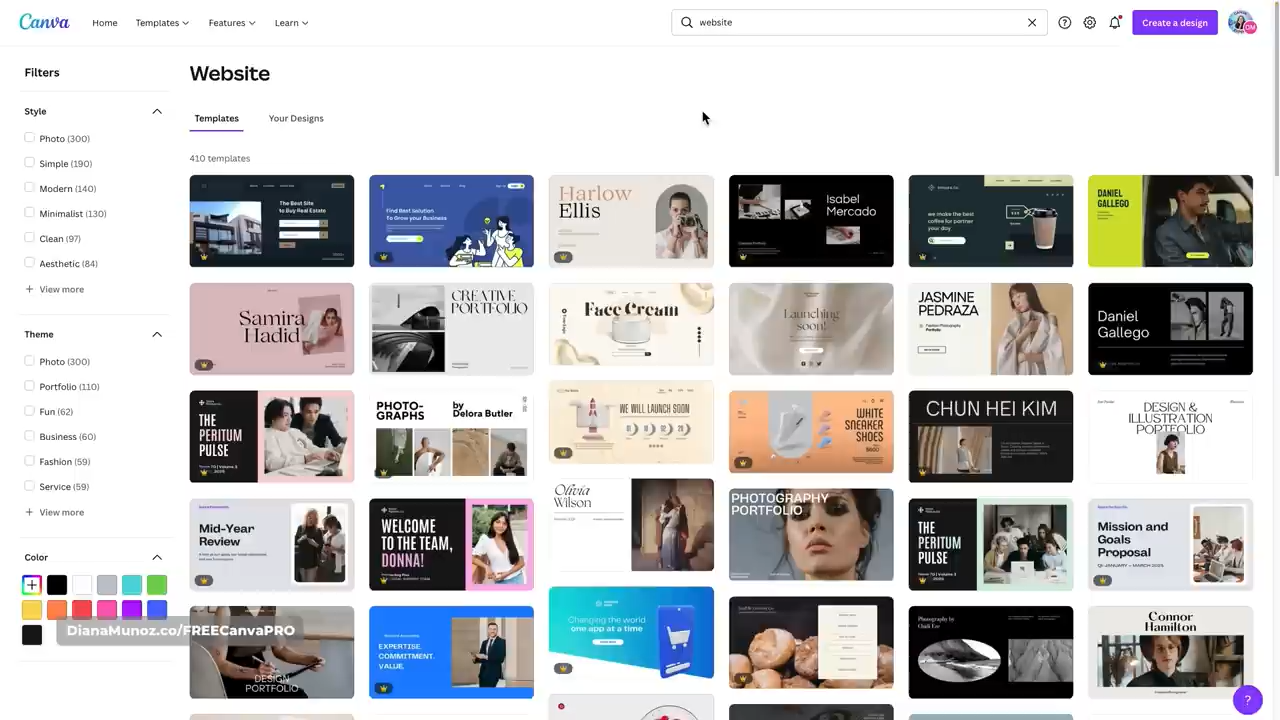 Canva
Home
Templates
Features
Learn
website
Create a design
DM
Filters
Style
Photo (300)
Simple (190)
Modern (140)
Minimalist (130)
Clean (97)
(84)
View more
Theme
Photo (300)
Portfolio (110)
Fun (62)
Business (60)
Fashion (59)
Service (59)
View more
Color
DianaMunoz.co/FREECanvaPRO
Website
Templates
Your Designs
410 templates
The Best Site
to Buy Real Estate
Find Best Solution
To Grow your Business
Harlow
Ellis
Isabel
Mercado
we make the best
coffee for partner
your day.
DANIEL
GALLEGO
Samira
Hadid
CREATIVE
PORTFOLIO
Face Cream
Launching
soon!
JASMINE
PEDRAZA
Fashion Photography
Portfolio
Daniel
Gallego
THE
PERITUM
PULSE
PHOTO-
GRAPHS
by
Delora Butler
WE WILL LAUNCH SOON
WHITE
SNEAKER
SHOES
CHUN HEI KIM
DESIGN &
ILLUSTRATION
PORTFOLIO
Mid-Year
Review
WELCOME
TO THE TEAM,
DONNA!
Olivia
Wilson
PHOTOGRAPHY
PORTFOLIO
THE
PERITUM
PULSE
Mission and
Goals
Proposal
DESIGN
PORTFOLIO
EXPERTISE.
COMMITMENT.
VALUE.
Changing the world
one app at a time
Photography by
Connor
Hamilton
?